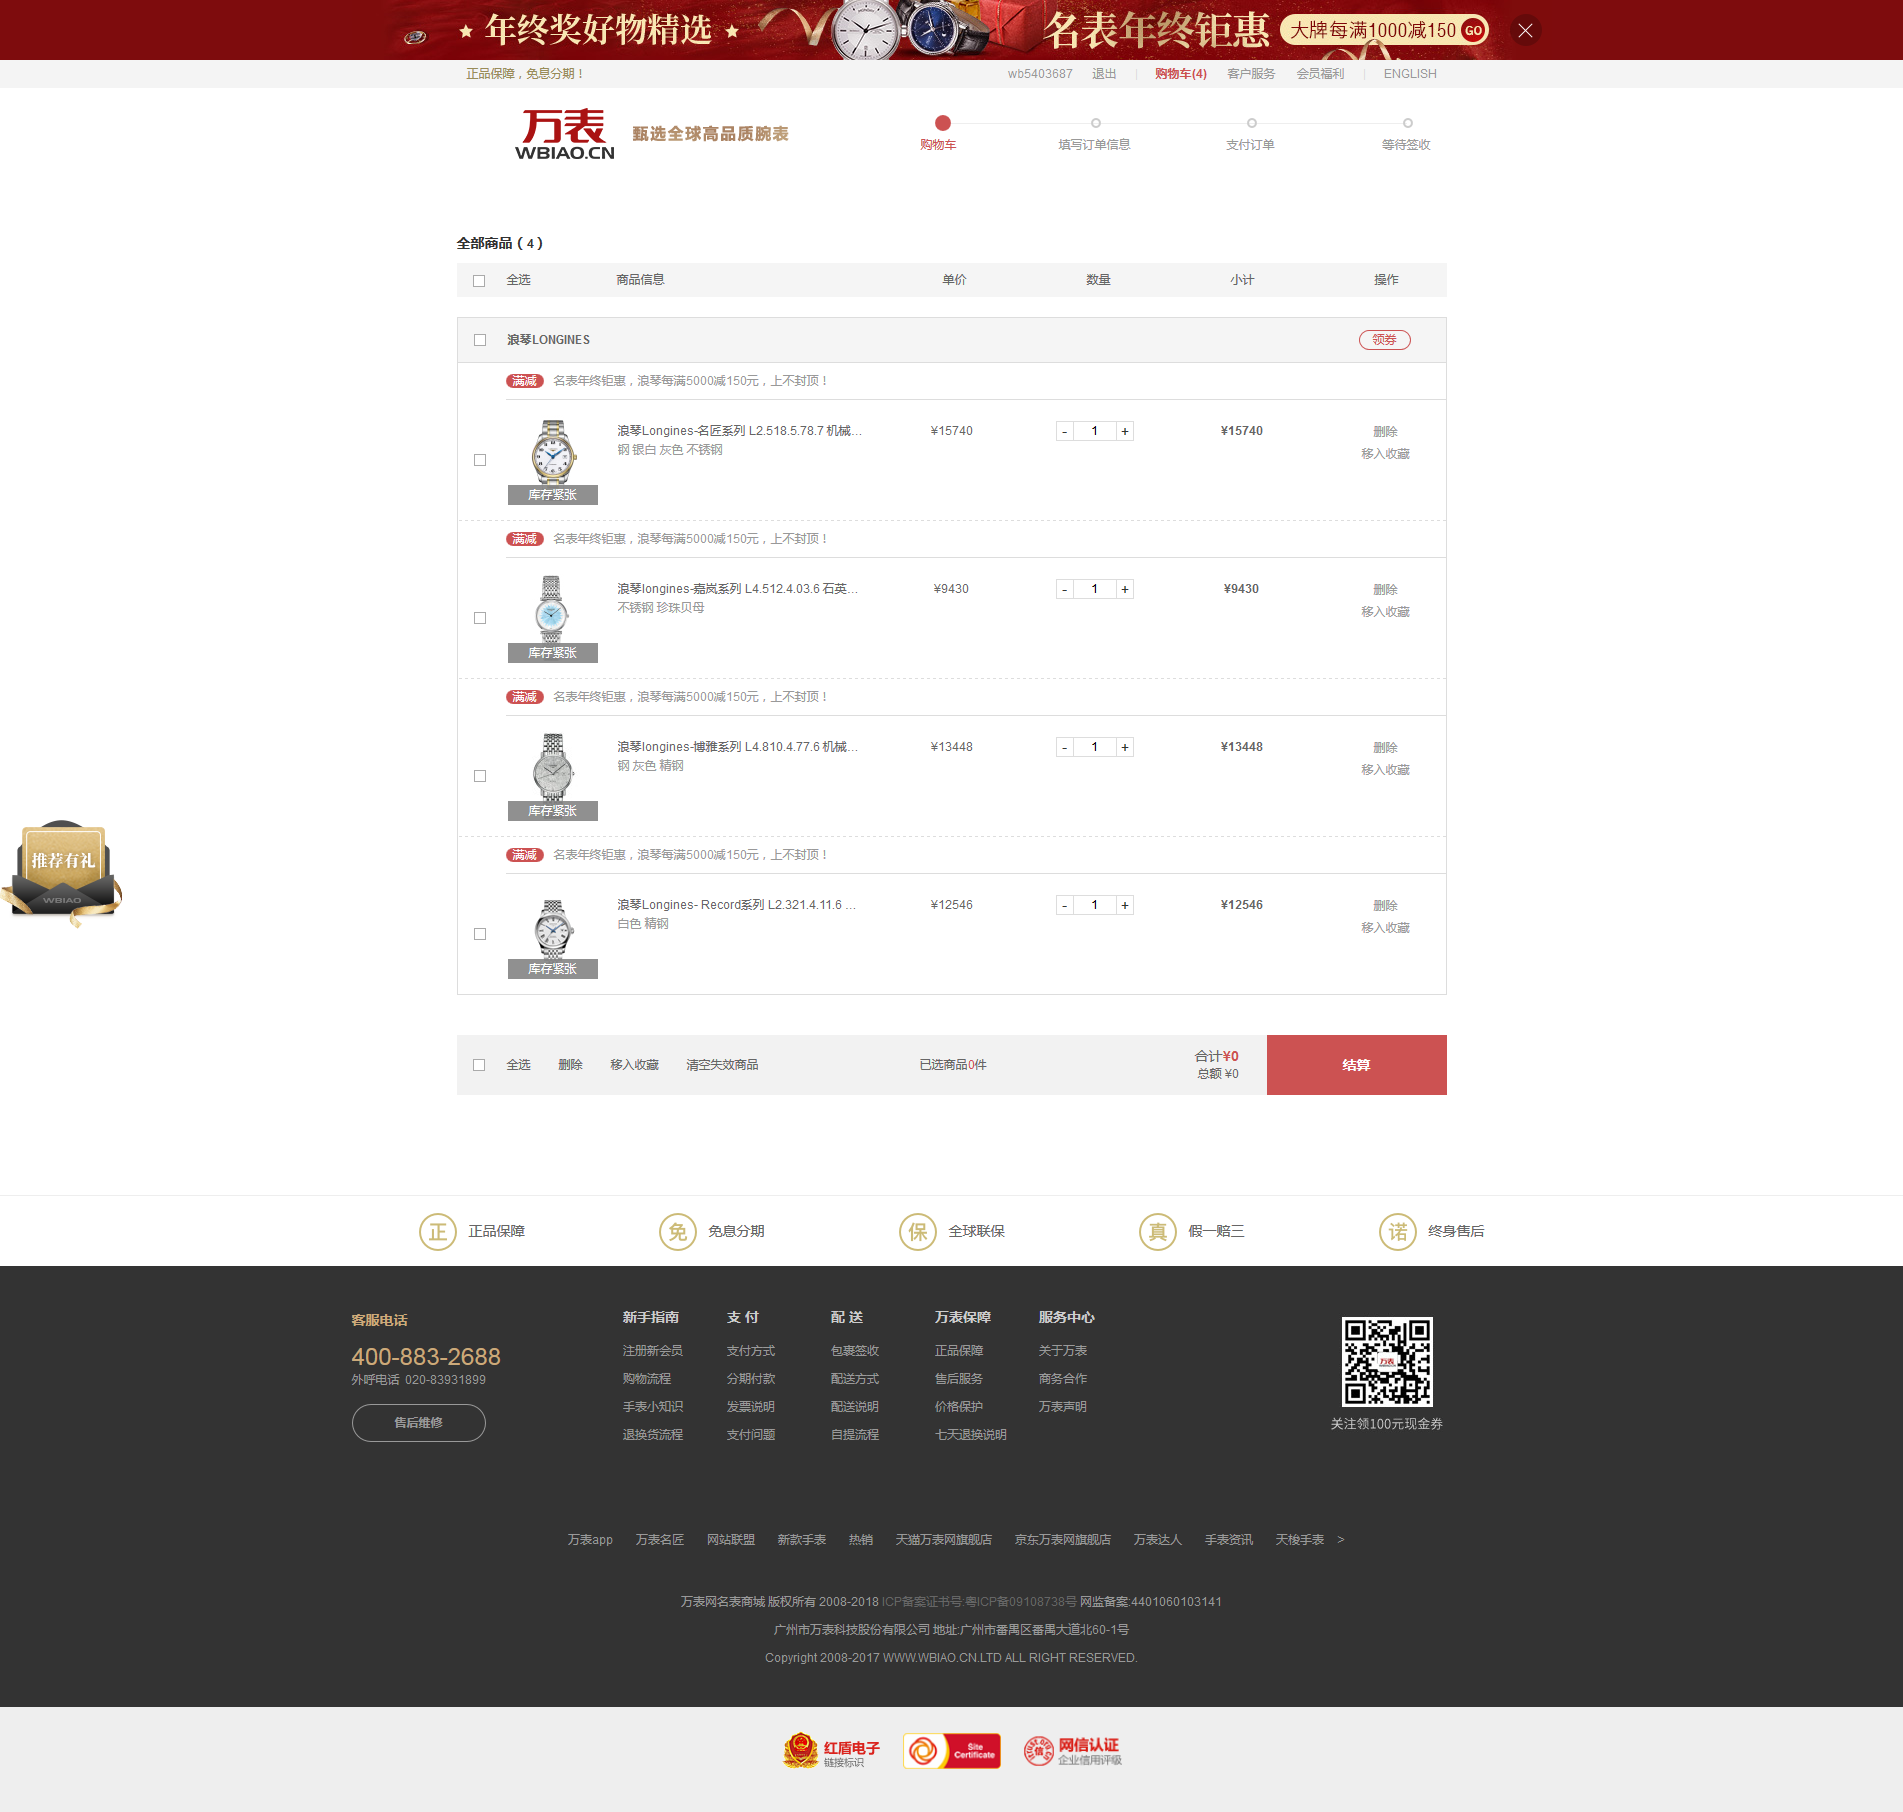 年终奖好物精选
名表年终钜惠
大牌每满1000减150 GO
正品保障，免息分期！
wb5403687 退出 购物车(4) 客户服务 会员福利 ENGLISH
万表
WBIAO.CN
甄选全球高品质腕表
购物车 填写订单信息 支付订单 等待签收
全部商品（4）
全选 商品信息 单价 数量 小计 操作
浪琴LONGINES 领券
满减 名表年终钜惠，浪琴每满5000减150元，上不封顶！
浪琴Longines-名匠系列 L2.518.5.78.7 机械... ¥15740 - 1 + ¥15740 删除
钢 银白 灰色 不锈钢 移入收藏
库存紧张
满减 名表年终钜惠，浪琴每满5000减150元，上不封顶！
浪琴longines-嘉岚系列 L4.512.4.03.6 石英... ¥9430 - 1 + ¥9430 删除
不锈钢 珍珠贝母 移入收藏
库存紧张
满减 名表年终钜惠，浪琴每满5000减150元，上不封顶！
浪琴longines-博雅系列 L4.810.4.77.6 机械... ¥13448 - 1 + ¥13448 删除
钢 灰色 精钢 移入收藏
库存紧张
满减 名表年终钜惠，浪琴每满5000减150元，上不封顶！
浪琴Longines- Record系列 L2.321.4.11.6 ... ¥12546 - 1 + ¥12546 删除
白色 精钢 移入收藏
库存紧张
推荐有礼
WBIAO
全选 删除 移入收藏 清空失效商品 已选商品0件 合计¥0 结算
总额 ¥0
正 正品保障 免 免息分期 保 全球联保 真 假一赔三 诺 终身售后
客服电话
400-883-2688
外呼电话 020-83931899
售后维修
新手指南 支 付 配 送 万表保障 服务中心
注册新会员 支付方式 包裹签收 正品保障 关于万表
购物流程 分期付款 配送方式 售后服务 商务合作
手表小知识 发票说明 配送说明 价格保护 万表声明
退换货流程 支付问题 自提流程 七天退换说明
万表
关注领100元现金券
万表app 万表名匠 网站联盟 新款手表 热销 天猫万表网旗舰店 京东万表网旗舰店 万表达人 手表资讯 天梭手表 >
万表网名表商城 版权所有 2008-2018 ICP备案证书号:粤ICP备09108738号 网监备案:4401060103141
广州市万表科技股份有限公司 地址:广州市番禺区番禺大道北60-1号
Copyright 2008-2017 WWW.WBIAO.CN.LTD ALL RIGHT RESERVED.
红盾电子
链接标识
Site
Certificate
网信认证
企业信用评级